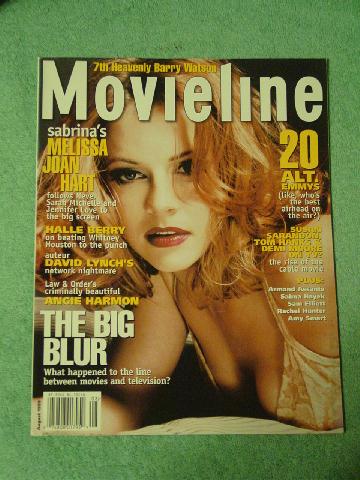 7th Heavenly Barry Watson
Movieline
sabrina's
MELISSA
JOAN
HART
follows Neve,
Sarah Michelle and
Jennifer Love to
the big screen
HALLE BERRY
on beating Whitney
Houston to the punch
auteur
DAVID LYNCH'S
network nightmare
Law & Order's
criminally beautiful
ANGIE HARMON
THE BIG
BLUR
What happened to the line
between movies and television?
20
ALT.
EMMYS
(like, who's
the best
airhead on
the air?)
SUSAN
SARANDON,
TOM HANKS &
DEMI MOORE
ON TV?
the rise of the
cable movie
PLUS:
Armand Assante
Salma Hayek
Sam Elliott
Rachel Hunter
Amy Smart
August 1999